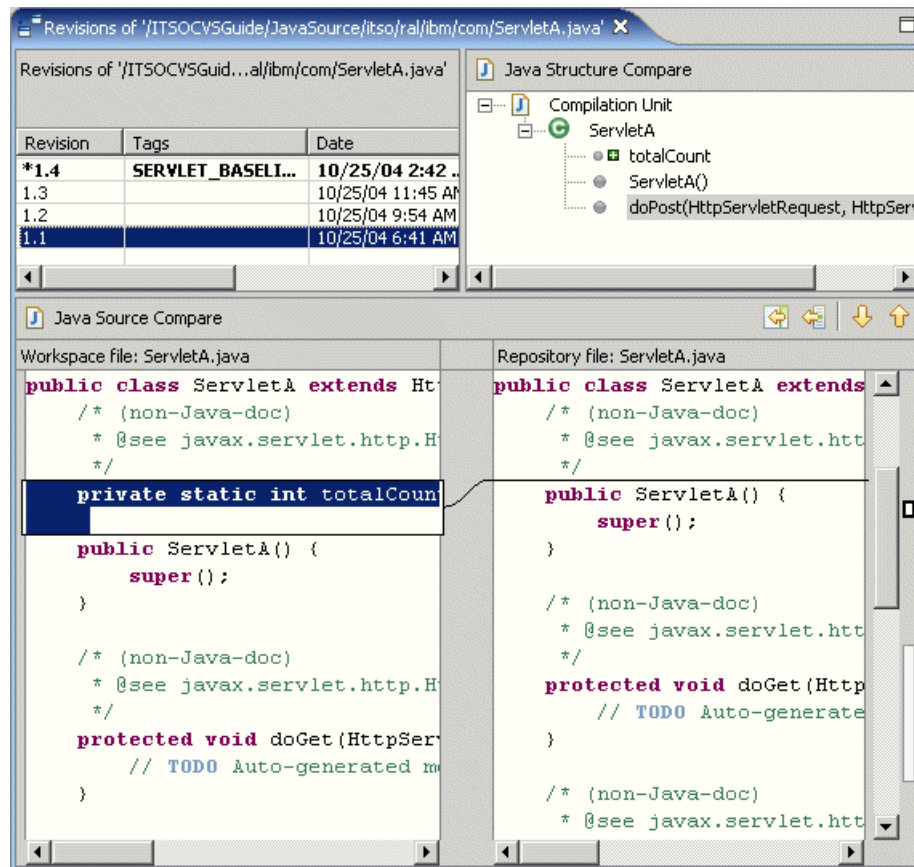 Revisions of '/ITSOCVSGuide/JavaSource/itso/ral/ibm/com/ServletA.java'
Revisions of '/ITSOCVSGuid...al/ibm/com/ServletA.java'
Revision Tags Date
*1.4 SERVLET_BASELI... 10/25/04 2:42 ..
1.3 10/25/04 11:45 AM
1.2 10/25/04 9:54 AM
1.1 10/25/04 6:41 AM
Java Structure Compare
Compilation Unit
ServletA
totalCount
ServletA()
doPost(HttpServletRequest, HttpServ
Java Source Compare
Workspace file: ServletA.java
public class ServletA extends Ht
/* (non-Java-doc)
* @see javax.servlet.http.H
*/
private static int totalCoun
public ServletA() {
super();
}
/* (non-Java-doc)
* @see javax.servlet.http.H
*/
protected void doGet(HttpSer
// TODO Auto-generated m
}
Repository file: ServletA.java
public class ServletA extends
/* (non-Java-doc)
* @see javax.servlet.htt
*/
public ServletA() {
super();
}
/* (non-Java-doc)
* @see javax.servlet.htt
*/
protected void doGet(Http
// TODO Auto-generate
}
/* (non-Java-doc)
* @see javax.servlet.htt